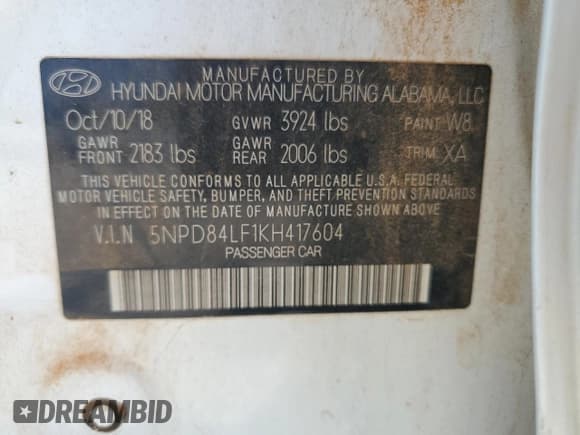 MANUFACTURED BY
HYUNDAI MOTOR MANUFACTURING ALABAMA, LLC
Oct/10/18 GVWR 3924 lbs PAINT W8
GAWR FRONT 2183 lbs GAWR REAR 2006 lbs TRIM XA
THIS VEHICLE CONFORMS TO ALL APPLICABLE U.S.A. FEDERAL
MOTOR VEHICLE SAFETY, BUMPER, AND THEFT PREVENTION STANDARDS
IN EFFECT ON THE DATE OF MANUFACTURE SHOWN ABOVE.
V.I.N 5NPD84LF1KH417604
PASSENGER CAR
DREAMBID